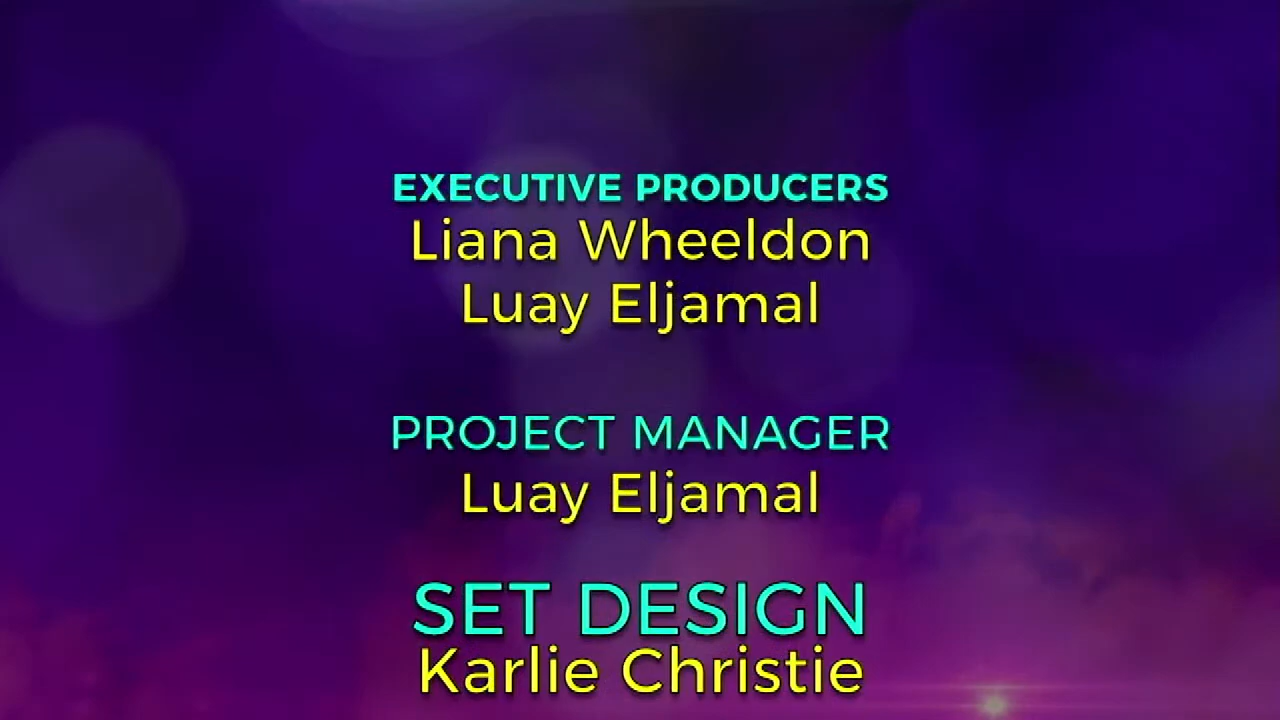 EXECUTIVE PRODUCERS
Liana Wheeldon
Luay Eljamal
PROJECT MANAGER
Luay Eljamal
SET DESIGN
Karlie Christie